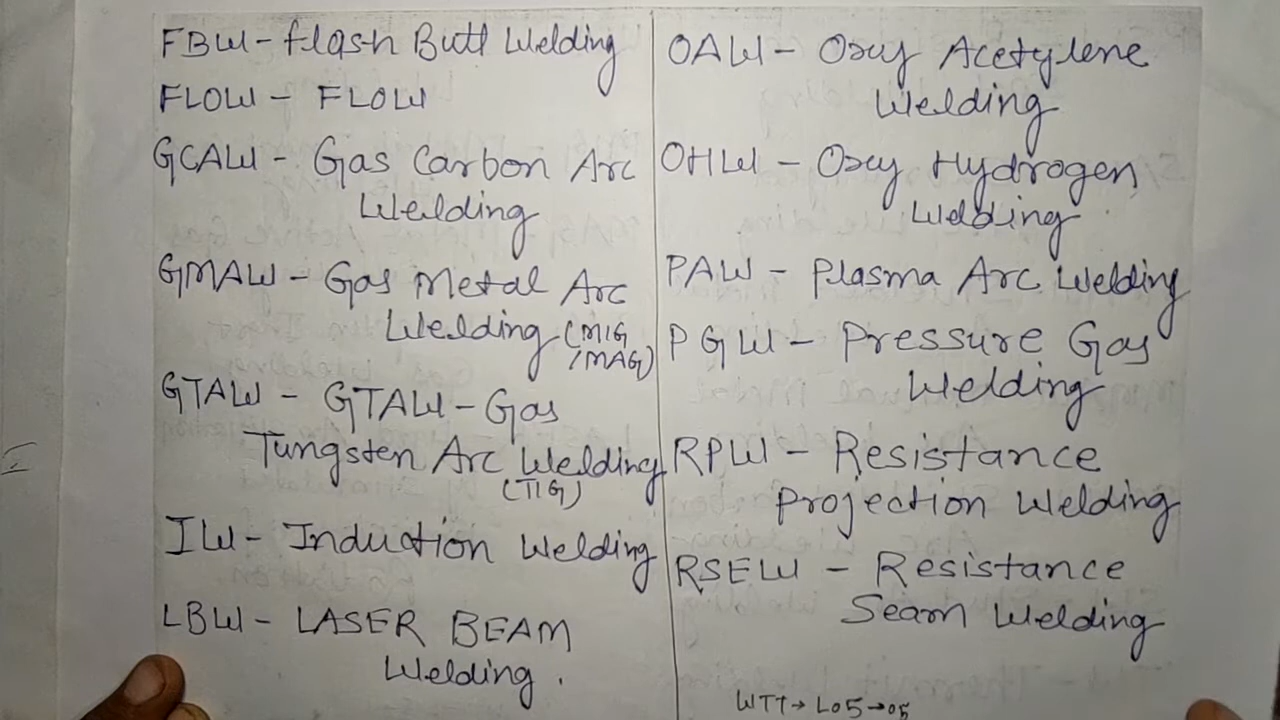 FBW - flash Butt Welding
FLOW - FLOW
GCAW - Gas Carbon Arc
Welding
GMAW - Gas Metal Arc
Welding (MIG
/MAG)
GTAW - GTAW - Gas
Tungsten Arc Welding
(TIG)
IW - Induction Welding
LBW - LASER BEAM
Welding.
OAW - Oxy Acetylene
Welding
OHW - Oxy Hydrogen
Welding
PAW - Plasma Arc Welding
PGW - Pressure Gas
Welding
RPW - Resistance
Projection Welding
RSEW - Resistance
Seam Welding
WTT → L05 → 05